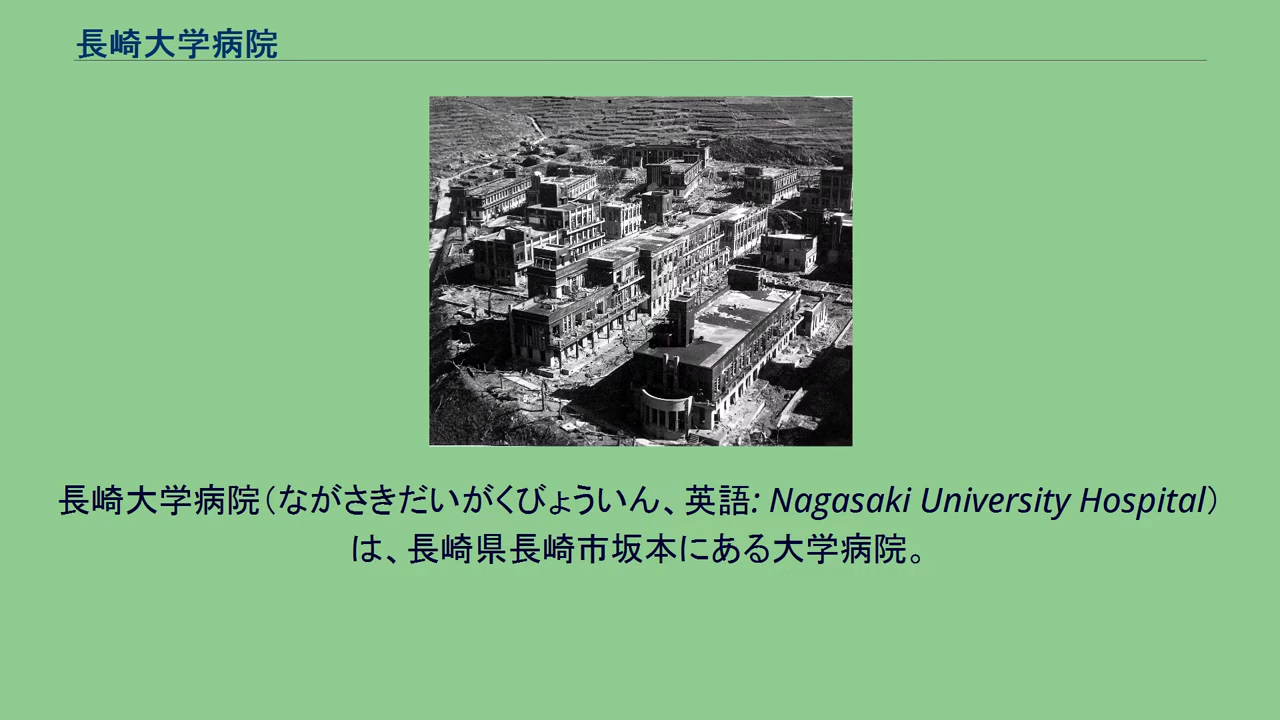 長崎大学病院
長崎大学病院（ながさきだいがくびょういん、英語: Nagasaki University Hospital）
は、長崎県長崎市坂本にある大学病院。